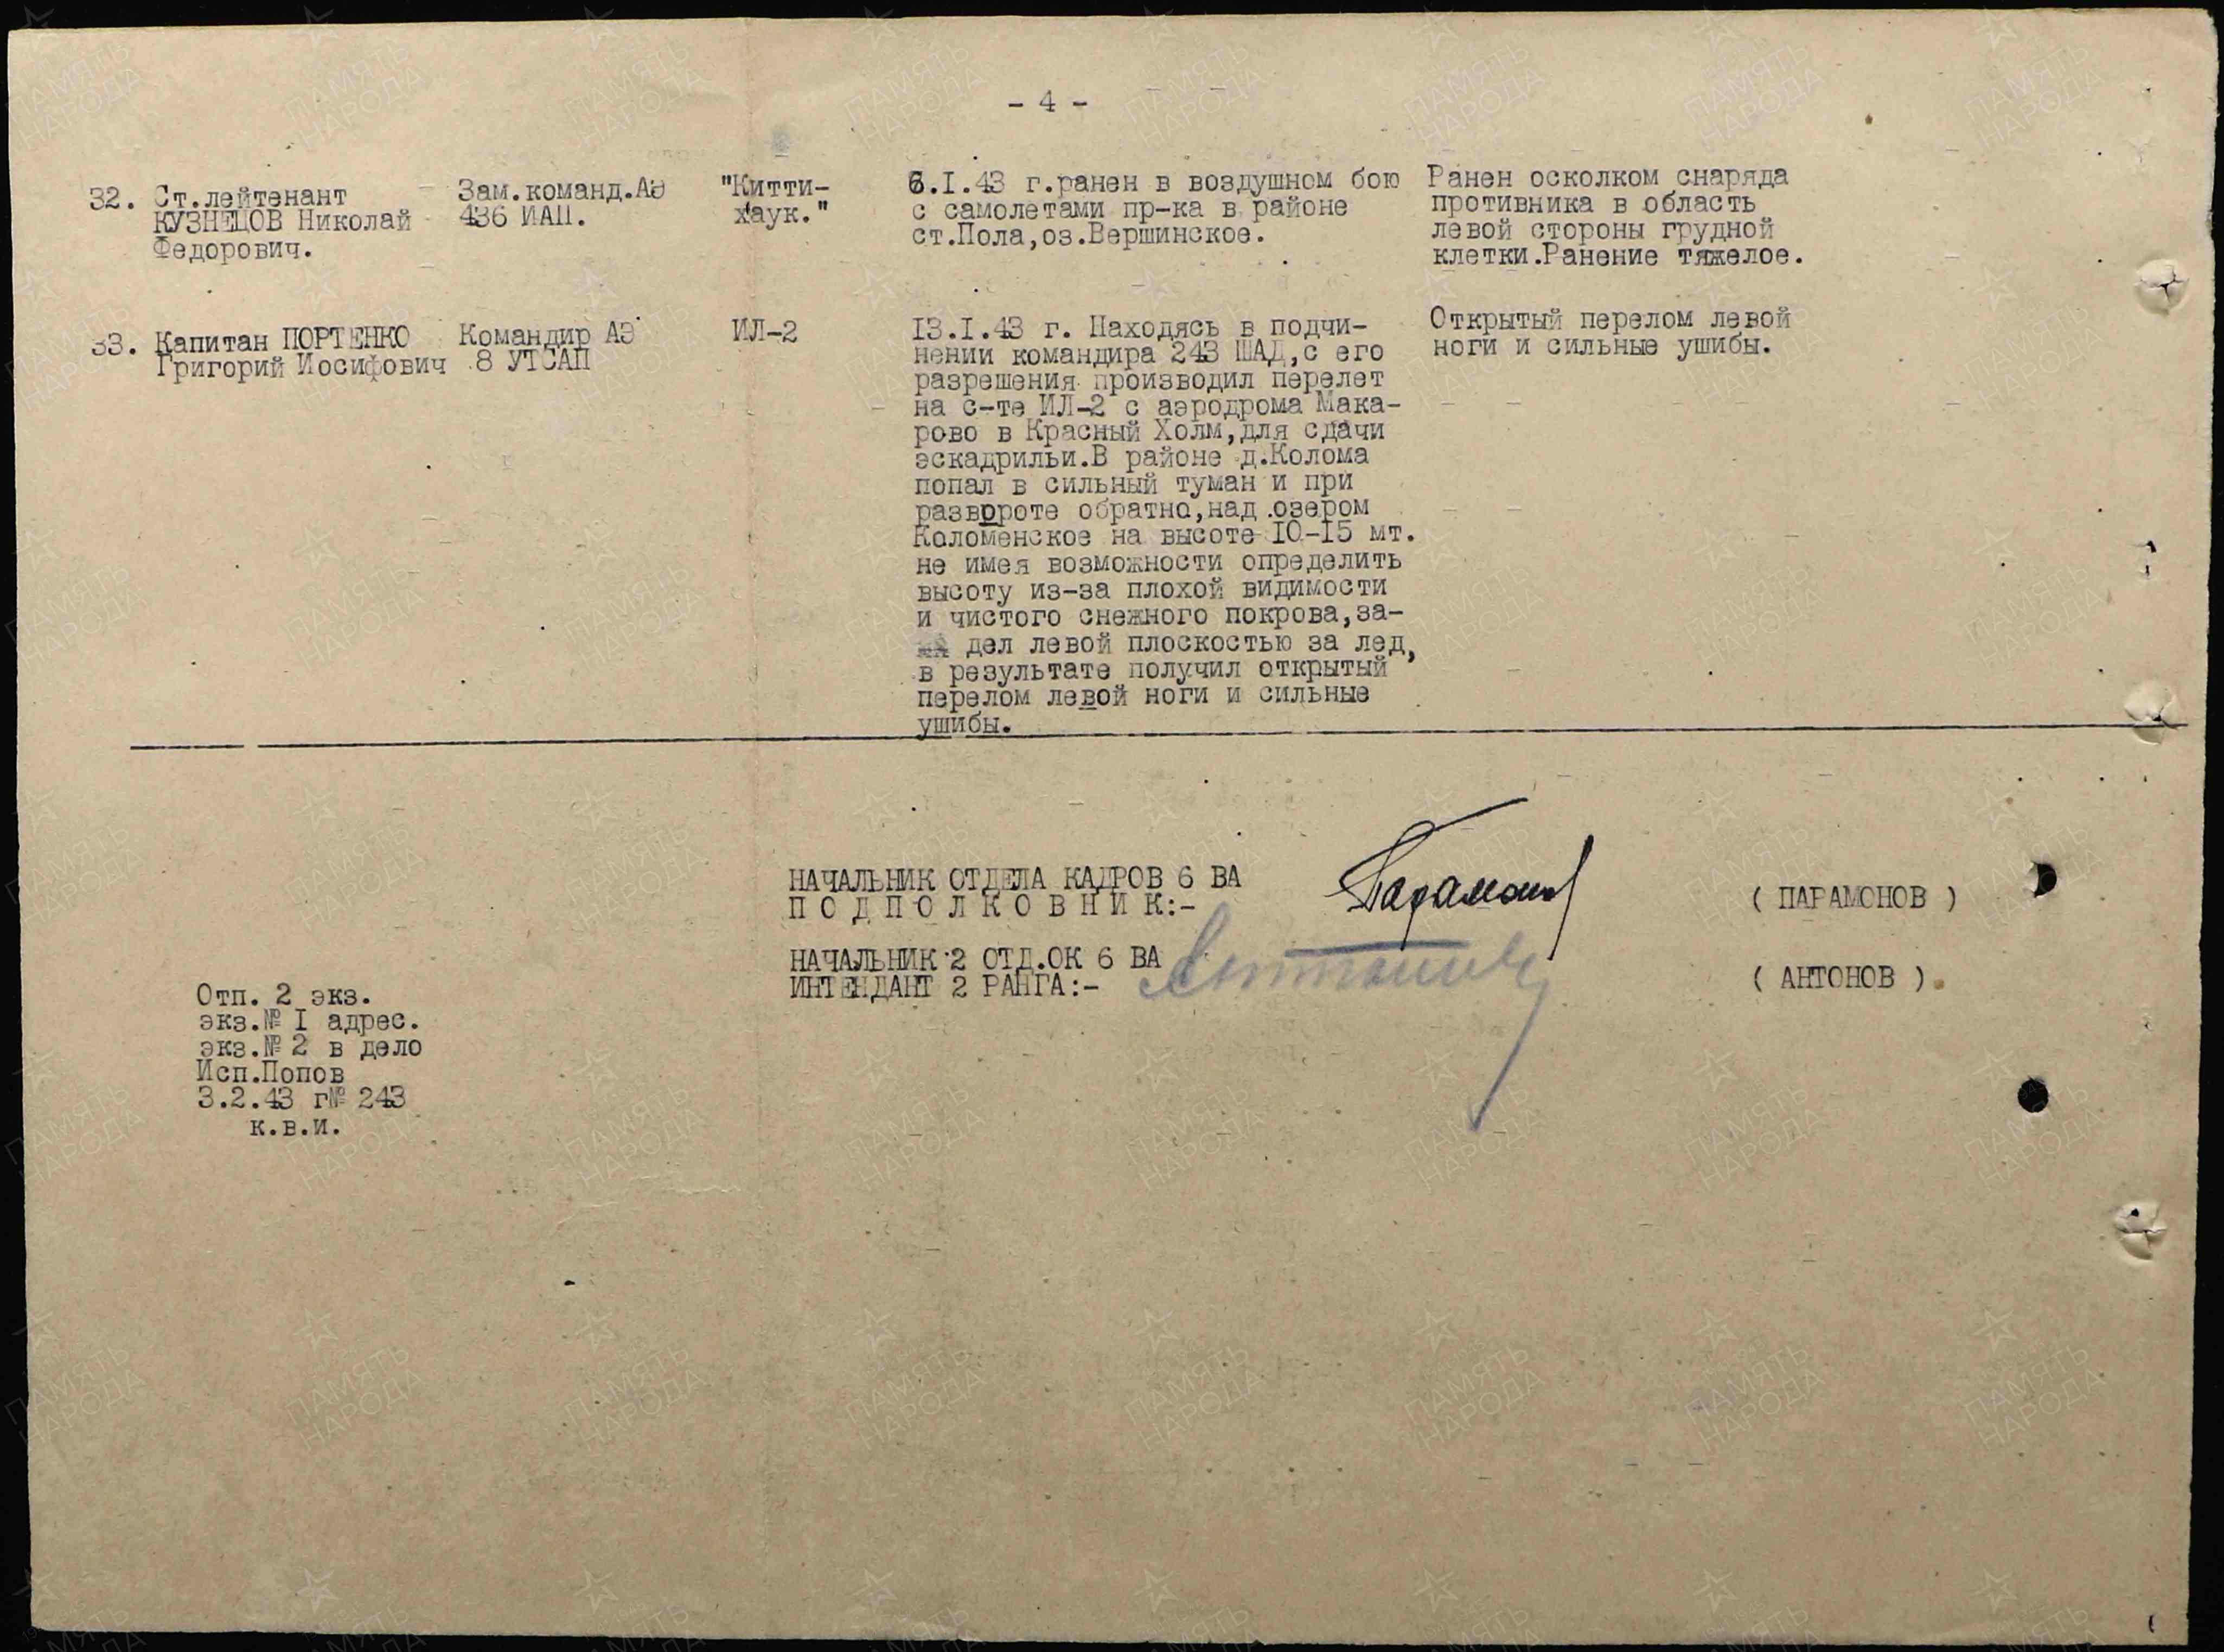 - 4 -
32. Ст.лейтенант
КУЗНЕЦОВ Николай
Федорович.
Зам.команд.АЭ
436 ИАП.
"Китти-
хаук."
6.I.43 г.ранен в воздушном бою
с самолетами пр-ка в районе
ст.Пола,оз.Вершинское.
Ранен осколком снаряда
противника в область
левой стороны грудной
клетки.Ранение тяжелое.
33. Капитан ПОРТЕНКО
Григорий Иосифович
Командир АЭ
8 УТСАП
ИЛ-2
I3.I.43 г. Находясь в подчи-
нении командира 243 ШАД,с его
разрешения производил перелет
на с-те ИЛ-2 с аэродрома Мака-
рово в Красный Холм,для сдачи
эскадрильи.В районе д.Колома
попал в сильный туман и при
развороте обратно,над озером
Коломенское на высоте I0-I5 мт.
не имея возможности определить
высоту из-за плохой видимости
и чистого снежного покрова,за-
дел левой плоскостью за лед,
в результате получил открытый
перелом левой ноги и сильные
ушибы.
Открытый перелом левой
ноги и сильные ушибы.
НАЧАЛЬНИК ОТДЕЛА КАДРОВ 6 ВА
П О Д П О Л К О В Н И К:-
Парамонов
( ПАРАМОНОВ )
НАЧАЛЬНИК 2 ОТД.ОК 6 ВА
ИНТЕНДАНТ 2 РАНГА:-
Антонов
( АНТОНОВ ).
Отп. 2 экз.
экз.№ I адрес.
экз.№ 2 в дело
Исп.Попов
3.2.43 г№ 243
к.в.и.
ПАМЯТЬ
НАРОДА